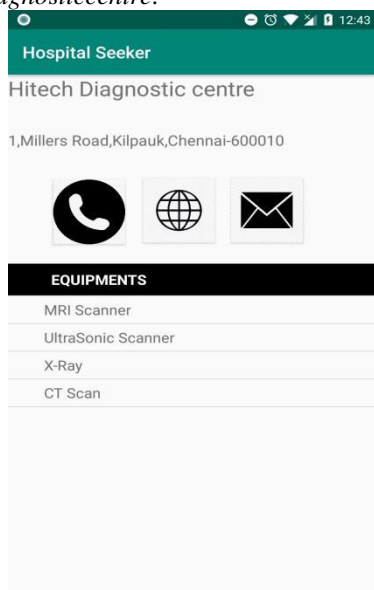 agnosticcentre.
12:43
Hospital Seeker
Hitech Diagnostic centre
1,Millers Road,Kilpauk,Chennai-600010
EQUIPMENTS
MRI Scanner
UltraSonic Scanner
X-Ray
CT Scan